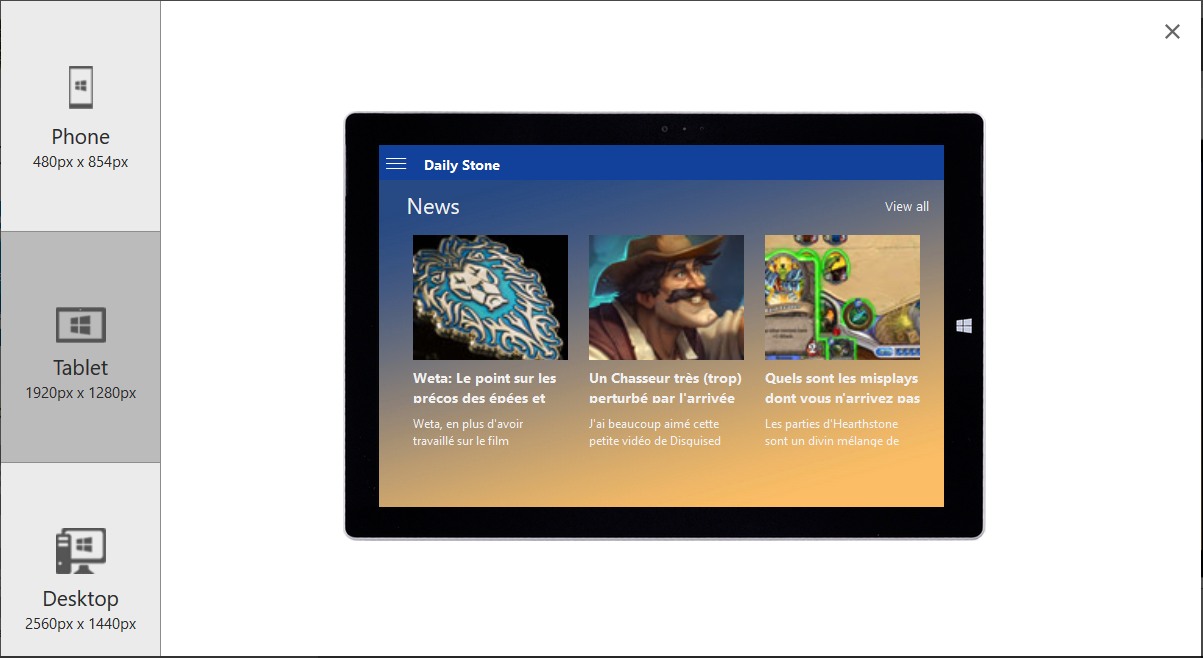 Phone
480px x 854px
Tablet
1920px x 1280px
Desktop
2560px x 1440px
Daily Stone
News
View all
Weta: Le point sur les
précos des épées et
Weta, en plus d'avoir
travaillé sur le film
Un Chasseur très (trop)
perturbé par l'arrivée
J'ai beaucoup aimé cette
petite vidéo de Disguised
Quels sont les misplays
dont vous n'arrivez pas
Les parties d'Hearthstone
sont un divin mélange de